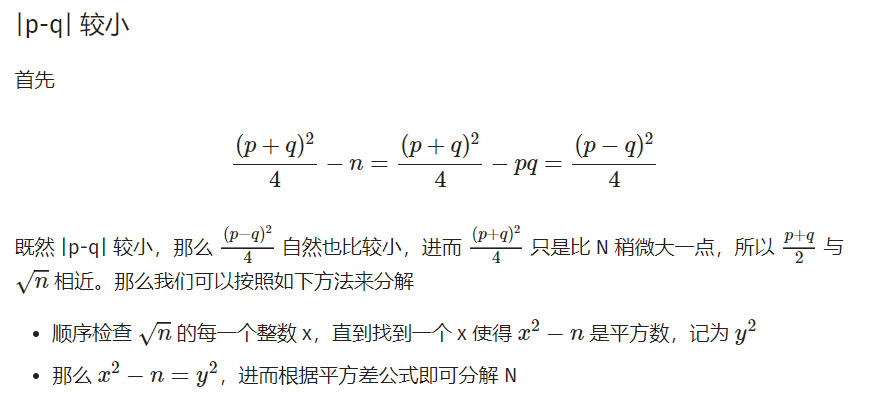 |p-q| 较小
首先
$$\frac{(p+q)^2}{4} - n = \frac{(p+q)^2}{4} - pq = \frac{(p-q)^2}{4}$$
既然 |p-q| 较小，那么 $\frac{(p-q)^2}{4}$ 自然也比较小，进而 $\frac{(p+q)^2}{4}$ 只是比 N 稍微大一点，所以 $\frac{p+q}{2}$ 与
$\sqrt{n}$ 相近。那么我们可以按照如下方法来分解
• 顺序检查 $\sqrt{n}$ 的每一个整数 x，直到找到一个 x 使得 $x^2 - n$ 是平方数，记为 $y^2$
• 那么 $x^2 - n = y^2$，进而根据平方差公式即可分解 N